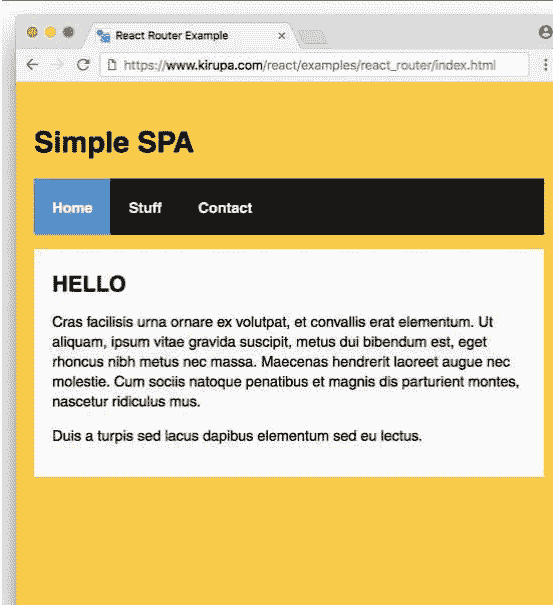 React Router Example
https://www.kirupa.com/react/examples/react_router/index.html
Simple SPA
Home Stuff Contact
HELLO
Cras facilisis urna ornare ex volutpat, et convallis erat elementum. Ut
aliquam, ipsum vitae gravida suscipit, metus dui bibendum est, eget
rhoncus nibh metus nec massa. Maecenas hendrerit laoreet augue nec
molestie. Cum sociis natoque penatibus et magnis dis parturient montes,
nascetur ridiculus mus.
Duis a turpis sed lacus dapibus elementum sed eu lectus.